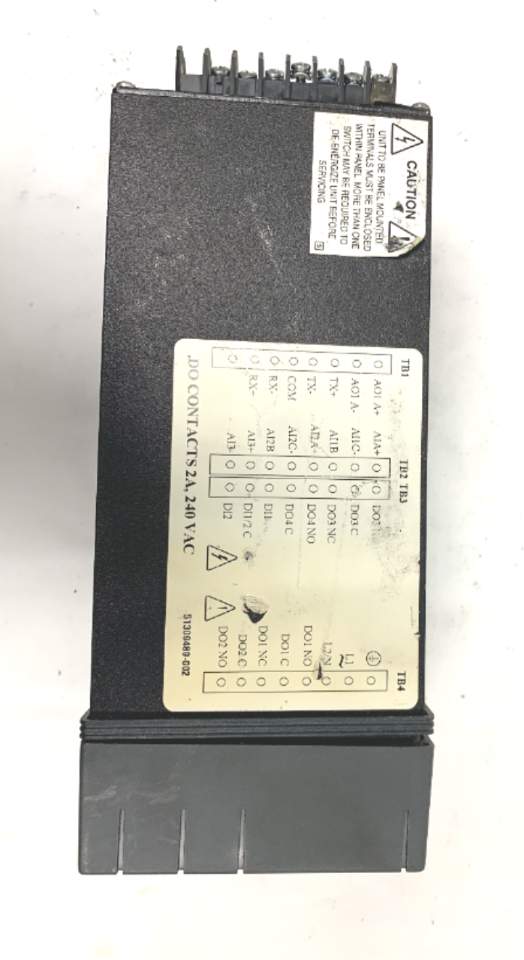 CAUTION
UNIT TO BE PANEL MOUNTED
TERMINALS MUST BE ENCLOSED
WITHIN PANEL. MORE THAN ONE
SWITCH MAY BE REQUIRED TO
DE-ENERGIZE UNIT BEFORE
SERVICING
TB1
AO1 A+
AO1 A-
TX+
TX-
COM
RX-
RX+
TB2 TB3
AIA+
AI1C-
AI1B
AI2A+
AI2C-
AI2B
AI3+
AI3-
DO3 C
DO3 NC
DO4 NO
DO4 C
DI1
DI1/2 C
DI2
TB4
L1
L2/N
DO1 NO
DO1 C
DO1 NC
DO2 C
DO2 NO
.DO CONTACTS 2A, 240 VAC
51309489-002